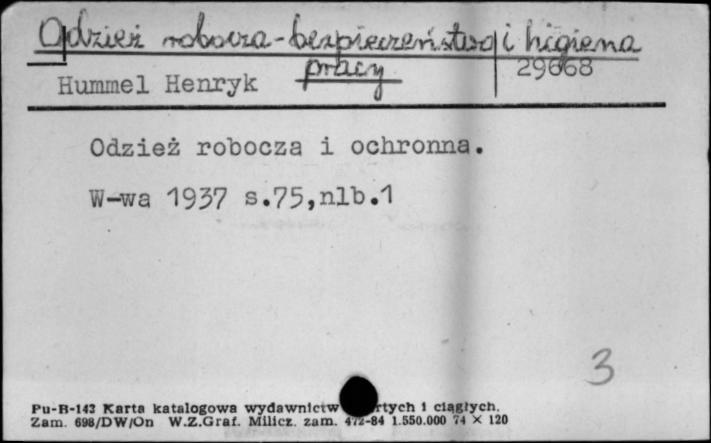 Odzież robocza - bezpieczeństwo i higiena
pracy
29668
Hummel Henryk
Odzież robocza i ochronna.
W-wa 1937 s.75,nlb.1
3
Pu-B-143 Karta katalogowa wydawnictw rtych i ciągłych.
Zam. 698/DW/On W.Z.Graf. Milicz. zam. 472-84 1.550.000 74 X 120